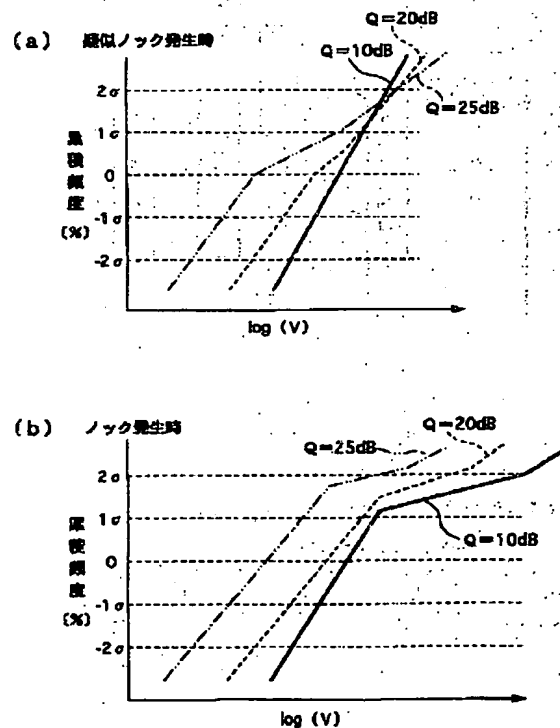 (a) 疑似ノック発生時
Q=20dB
Q=10dB
Q=25dB
2σ
1σ
0
-1σ
-2σ
累積頻度(%)
log (V)
(b) ノック発生時
Q=25dB
Q=20dB
Q=10dB
2σ
1σ
0
-1σ
-2σ
累積頻度(%)
log (V)